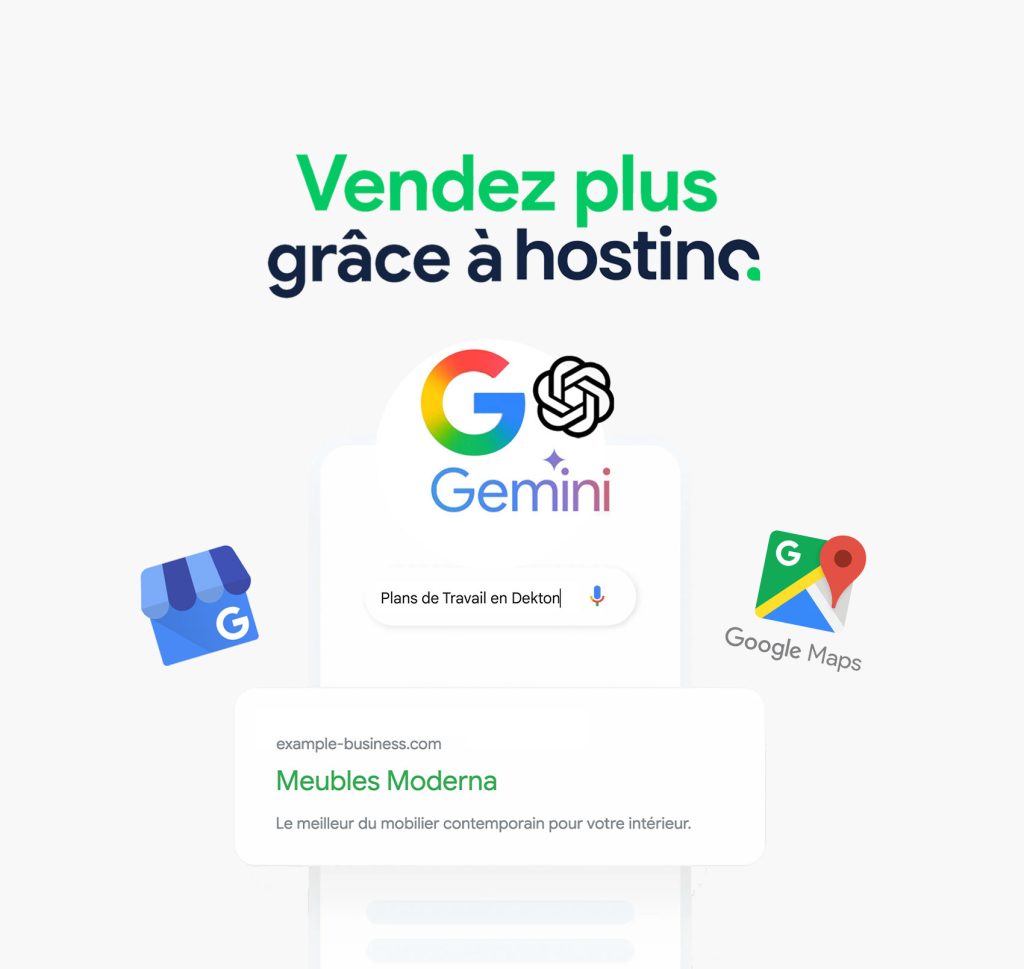 Vendez plus
grâce à hostino
G
Gemini
Plans de Travail en Dekton
G
G
Google Maps
example-business.com
Meubles Moderna
Le meilleur du mobilier contemporain pour votre intérieur.